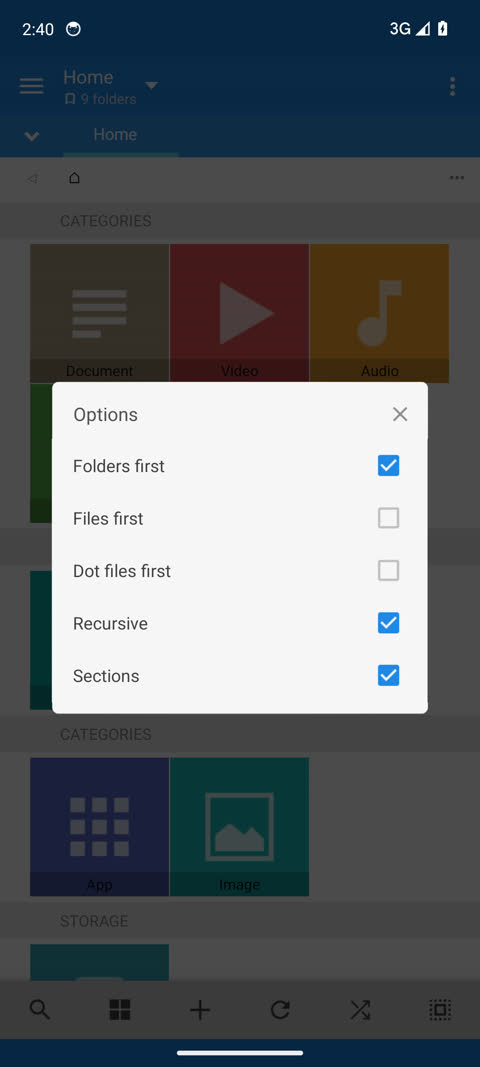 2:40
3G
Home
9 folders
Home
CATEGORIES
Document
Video
Audio
Options
Folders first
Files first
Dot files first
Recursive
Sections
CATEGORIES
App
Image
STORAGE